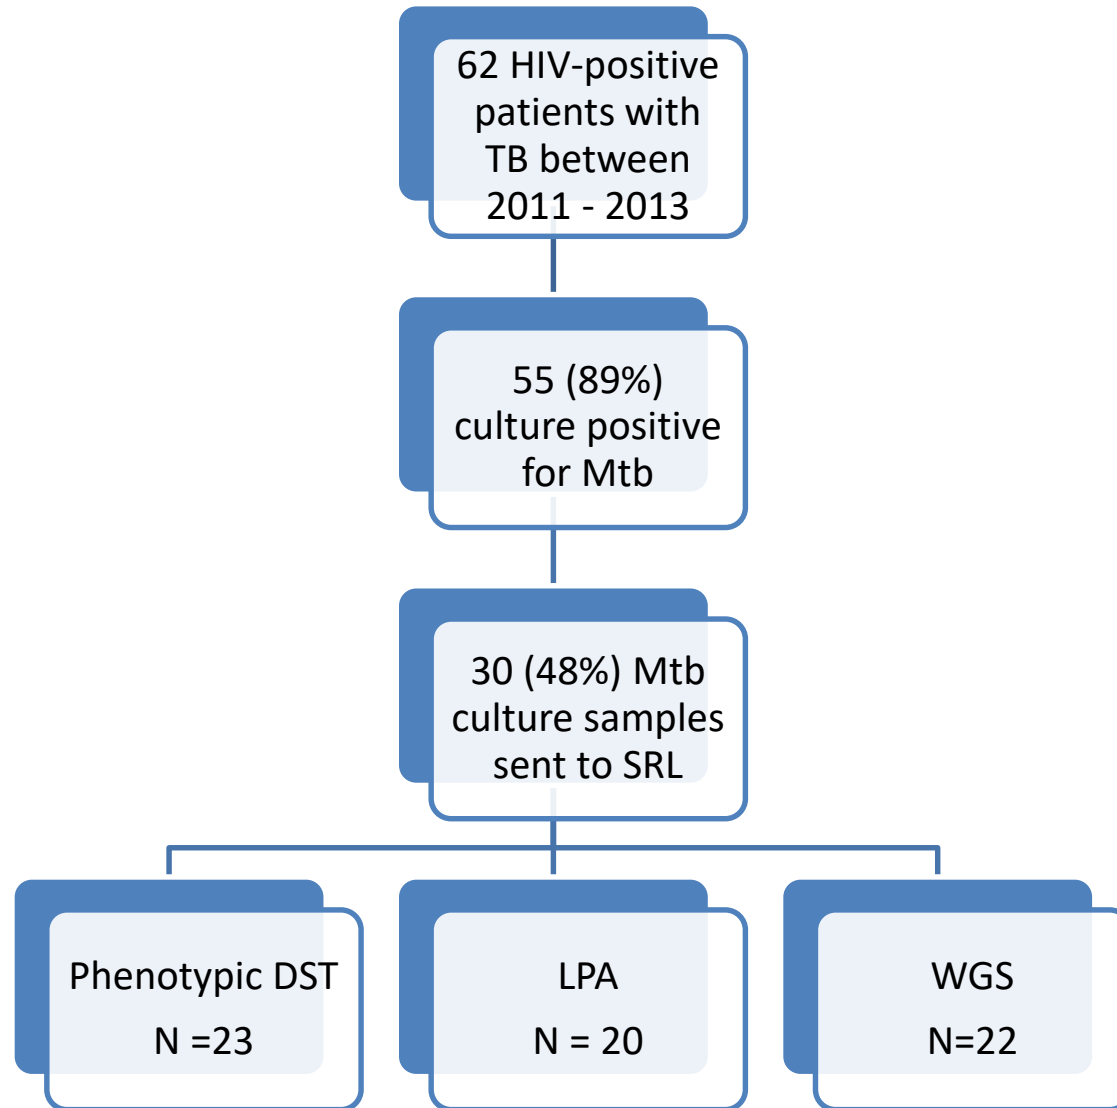 62 HIV-positive
patients with
TB between
2011 - 2013
55 (89%)
culture positive
for Mtb
30 (48%) Mtb
culture samples
sent to SRL
Phenotypic DST
N =23
LPA
N = 20
WGS
N=22